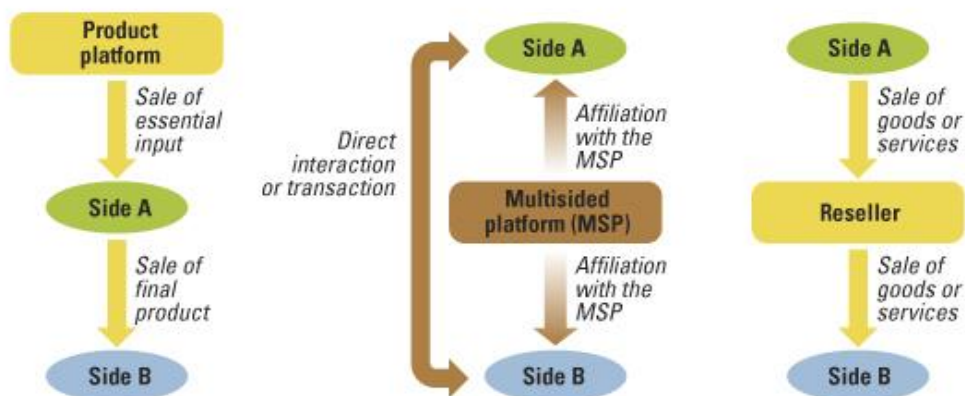 Product
platform
Sale of
essential
input
Side A
Sale of
final
product
Side B
Direct
interaction
or transaction
Side A
Affiliation
with the
MSP
Multisided
platform (MSP)
Affiliation
with the
MSP
Side B
Side A
Sale of
goods or
services
Reseller
Sale of
goods or
services
Side B